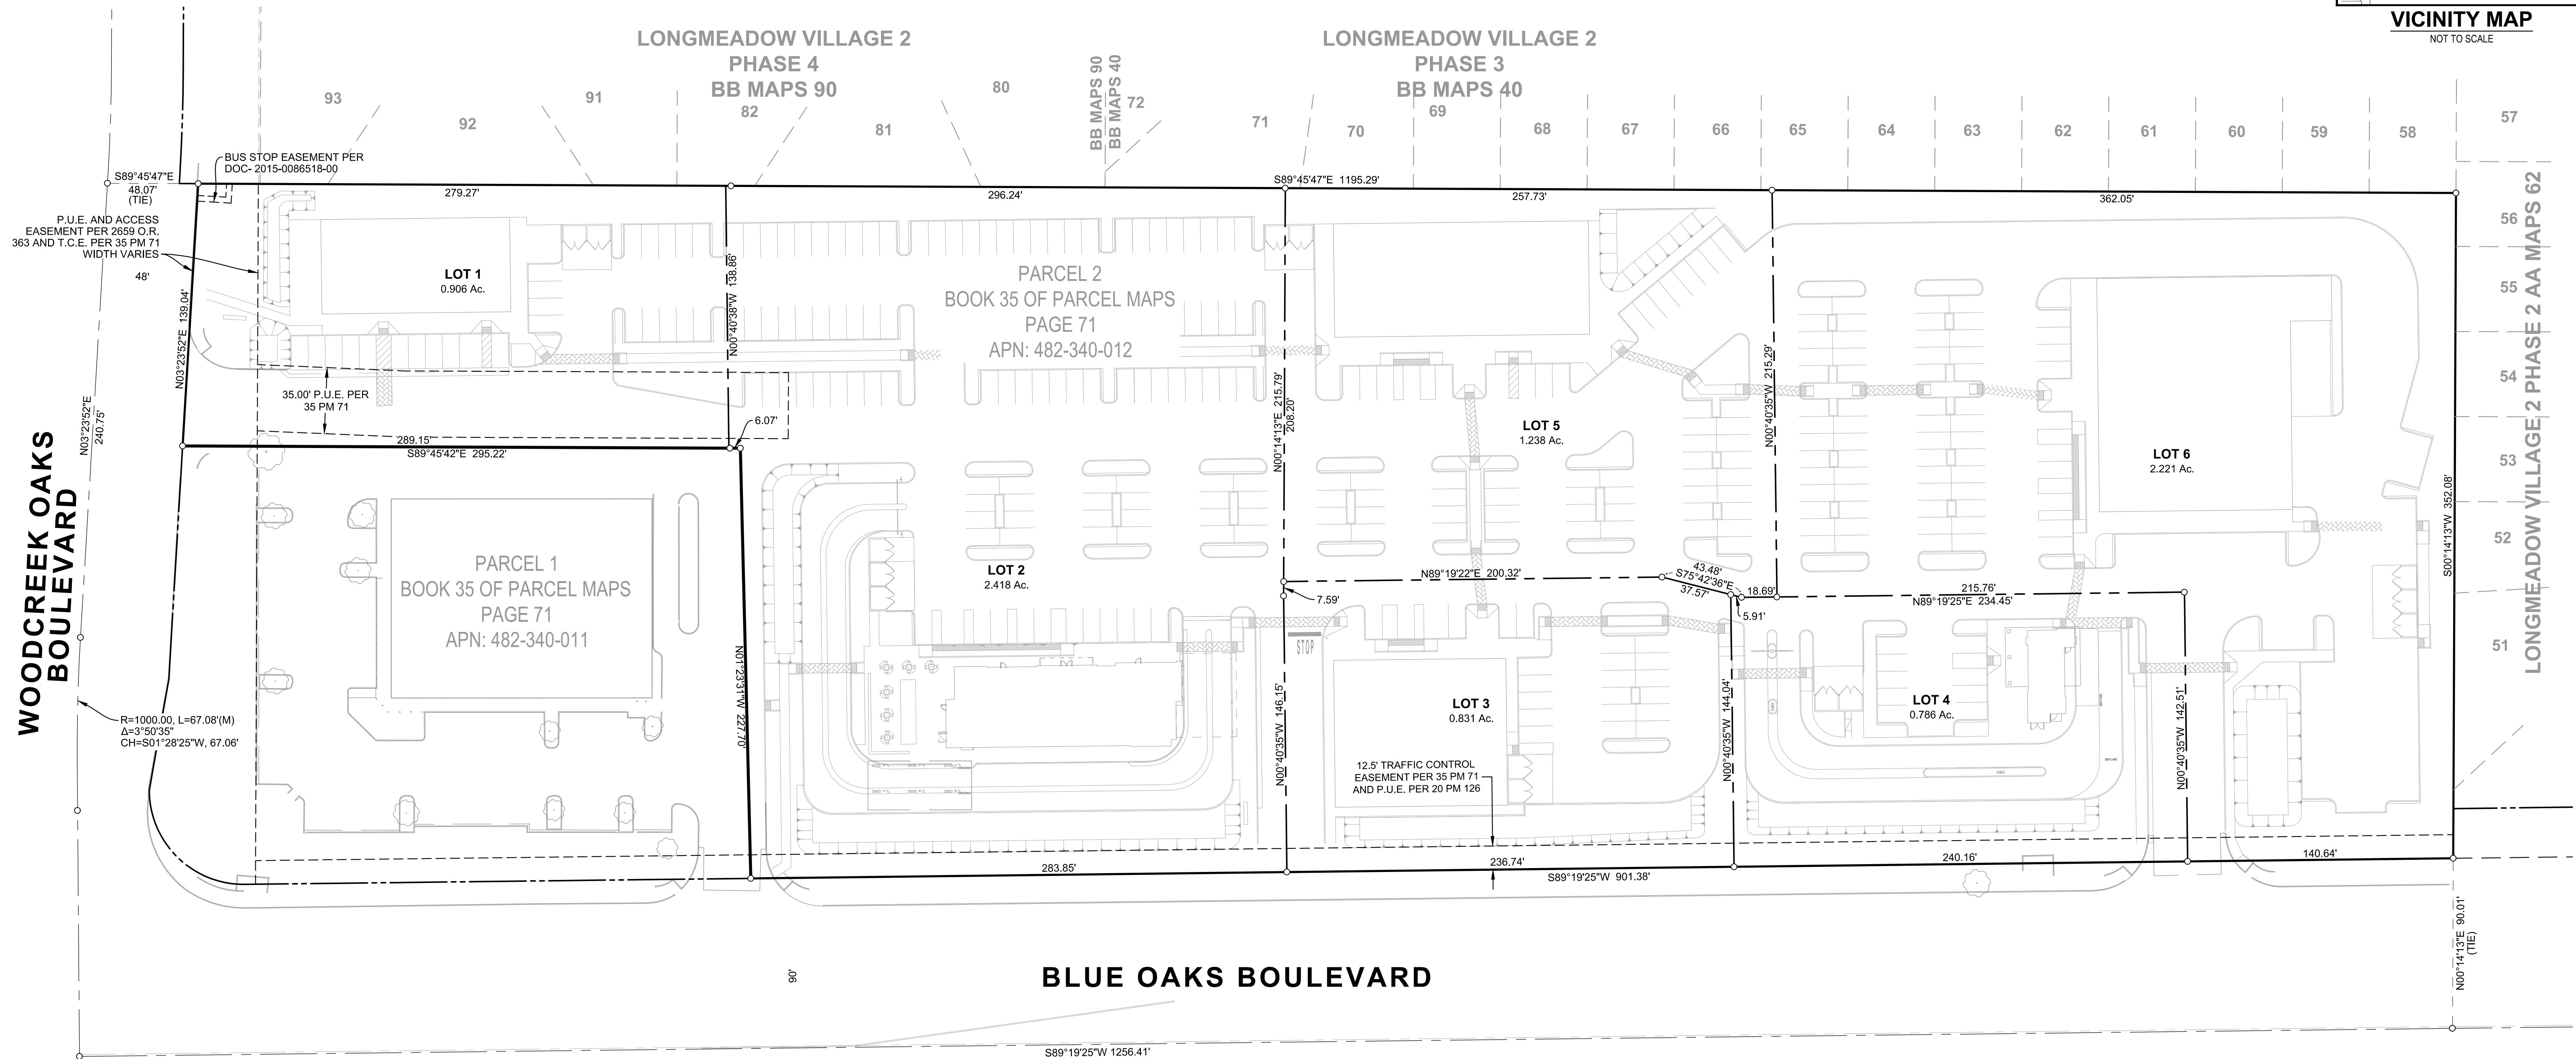 VICINITY MAP
NOT TO SCALE
LONGMEADOW VILLAGE 2
PHASE 4
BB MAPS 90
LONGMEADOW VILLAGE 2
PHASE 3
BB MAPS 40
BB MAPS 90
BB MAPS 40
93
92
91
82
81
80
72
71
70
69
68
67
66
65
64
63
62
61
60
59
58
57
56
55
54
53
52
51
LONGMEADOW VILLAGE 2 PHASE 2 AA MAPS 62
BUS STOP EASEMENT PER
DOC- 2015-0086518-00
S89°45'47"E
48.07'
(TIE)
279.27'
296.24'
S89°45'47"E 1195.29'
257.73'
362.05'
P.U.E. AND ACCESS
EASEMENT PER 2659 O.R.
363 AND T.C.E. PER 35 PM 71
WIDTH VARIES
48'
LOT 1
0.906 Ac.
N03°23'52"E 139.04'
N00°40'38"W 138.86'
PARCEL 2
BOOK 35 OF PARCEL MAPS
PAGE 71
APN: 482-340-012
N00°14'13"E 215.79'
208.20'
N00°40'35"W 215.29'
35.00' P.U.E. PER
35 PM 71
6.07'
289.15'
S89°45'42"E 295.22'
N03°23'52"E
240.75'
LOT 5
1.238 Ac.
LOT 6
2.221 Ac.
S00°14'13"W 352.08'
WOODCREEK OAKS
BOULEVARD
PARCEL 1
BOOK 35 OF PARCEL MAPS
PAGE 71
APN: 482-340-011
LOT 2
2.418 Ac.
N89°19'22"E 200.32'
7.59'
43.48'
S75°42'36"E
37.57'
18.69'
5.91'
215.76'
N89°19'25"E 234.45'
STOP
N01°23'31"W 227.70'
N00°40'35"W 146.15'
LOT 3
0.831 Ac.
N00°40'35"W 144.04'
LOT 4
0.786 Ac.
N00°40'35"W 142.51'
R=1000.00, L=67.08'(M)
Δ=3°50'35"
CH=S01°28'25"W, 67.06'
12.5' TRAFFIC CONTROL
EASEMENT PER 35 PM 71
AND P.U.E. PER 20 PM 126
283.85'
236.74'
S89°19'25"W 901.38'
240.16'
140.64'
N00°14'13"E 90.01'
(TIE)
90'
BLUE OAKS BOULEVARD
S89°19'25"W 1256.41'